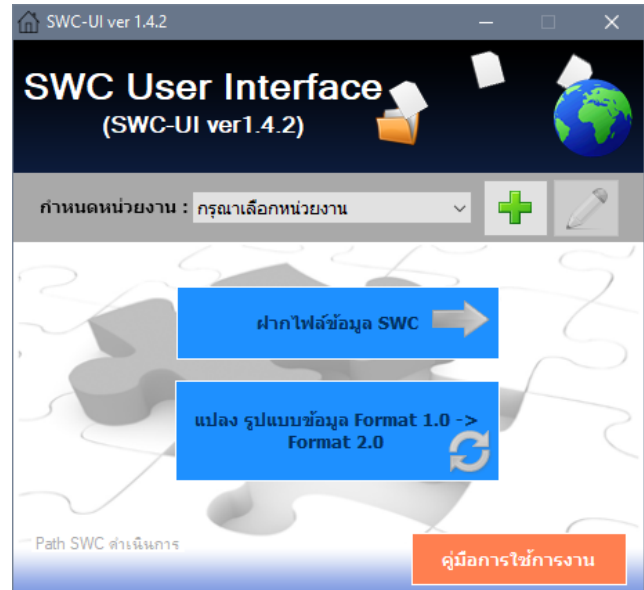 SWC-UI ver 1.4.2
SWC User Interface
(SWC-UI ver1.4.2)
กำหนดหน่วยงาน : กรุณาเลือกหน่วยงาน
ฝากไฟล์ข้อมูล SWC
แปลง รูปแบบข้อมูล Format 1.0 ->
Format 2.0
Path SWC ดำเนินการ
คู่มือการใช้การงาน